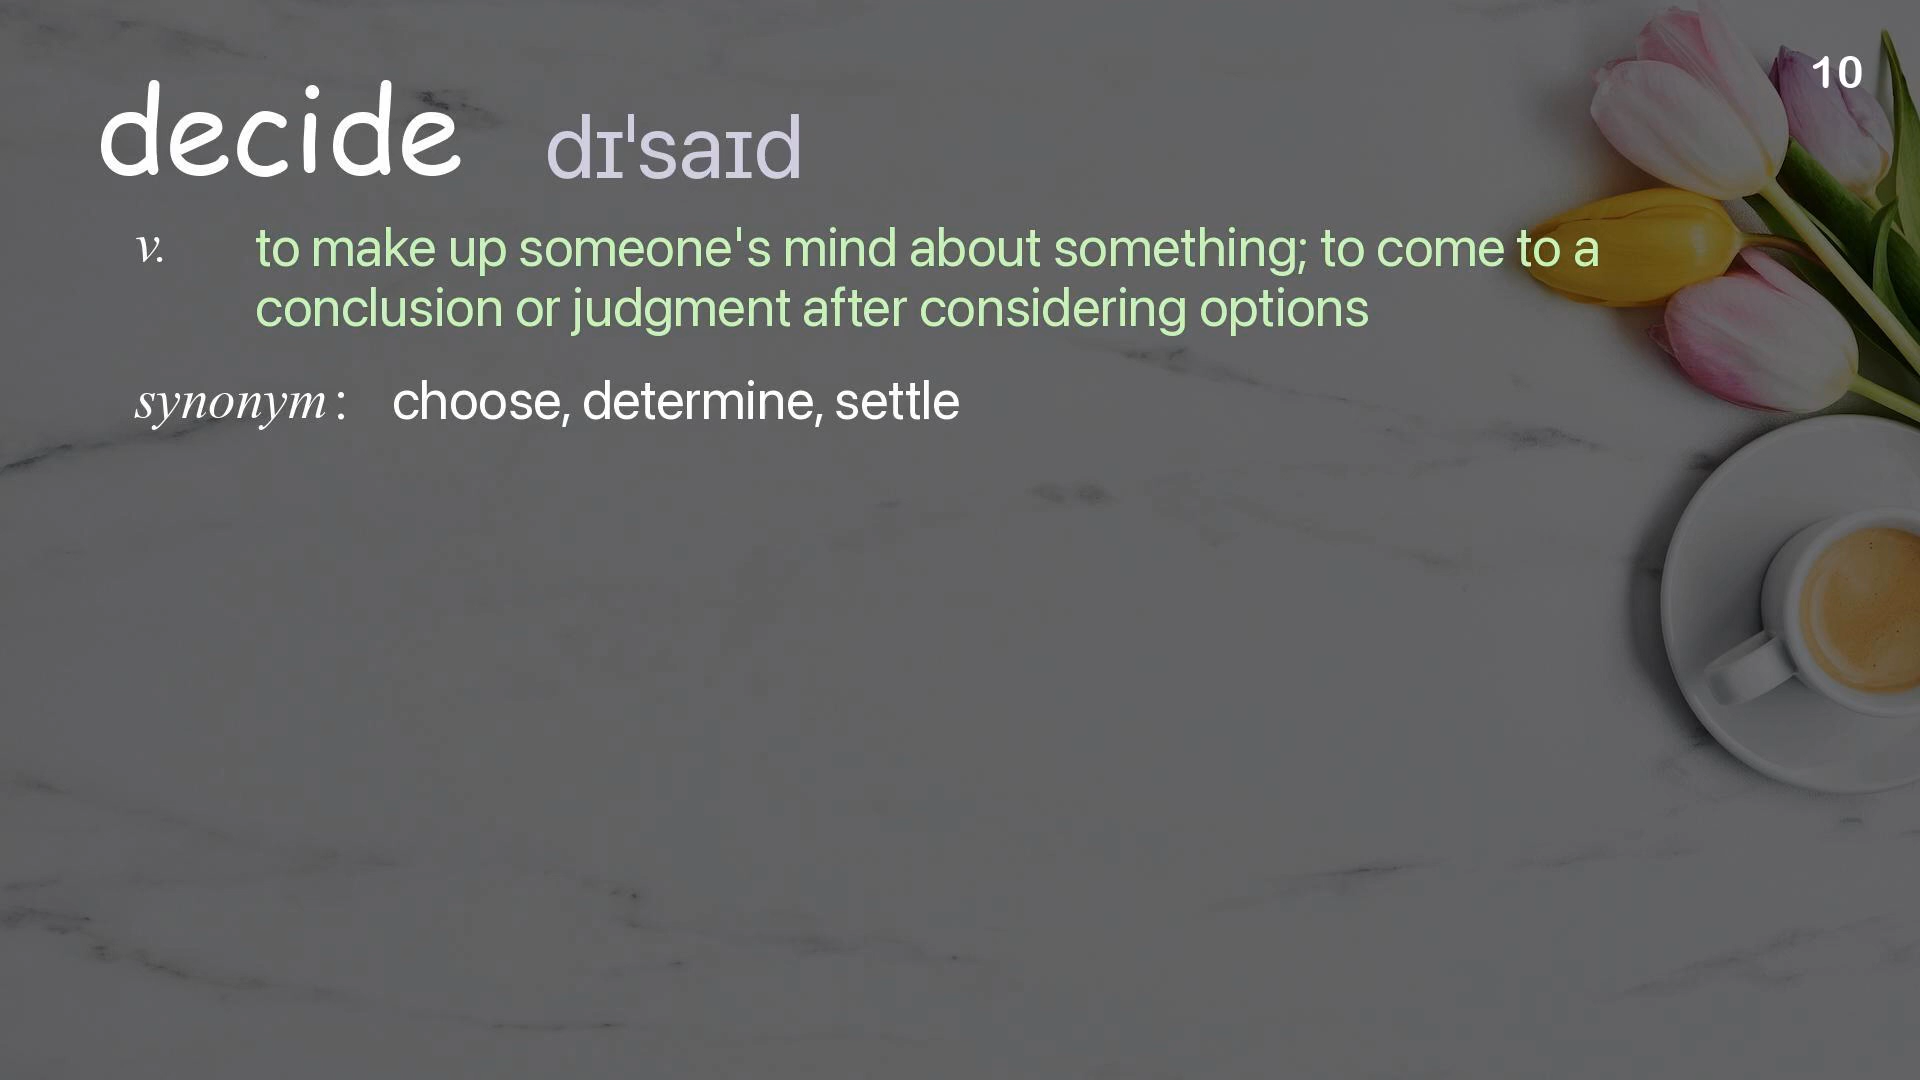 10
decide dɪˈsaɪd
v. to make up someone's mind about something; to come to a
conclusion or judgment after considering options
synonym : choose, determine, settle